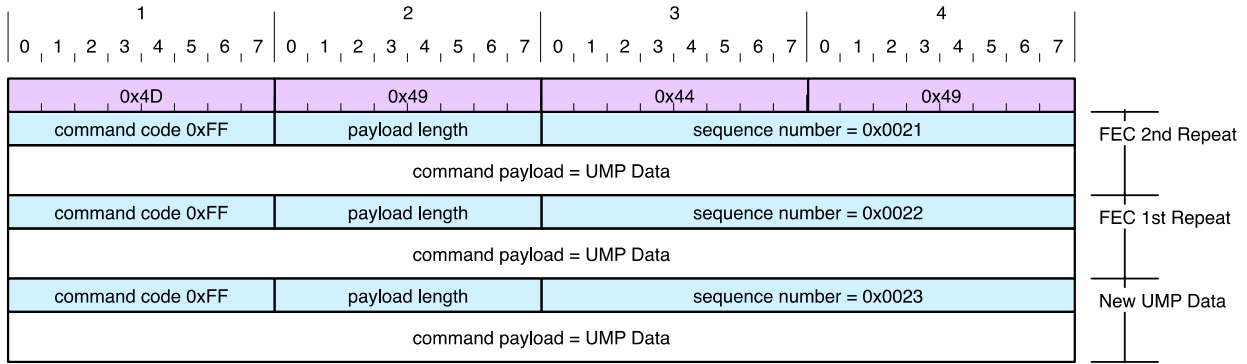 1 2 3 4
0 1 2 3 4 5 6 7 0 1 2 3 4 5 6 7 0 1 2 3 4 5 6 7 0 1 2 3 4 5 6 7
0x4D 0x49 0x44 0x49
command code 0xFF payload length sequence number = 0x0021 FEC 2nd Repeat
command payload = UMP Data
command code 0xFF payload length sequence number = 0x0022 FEC 1st Repeat
command payload = UMP Data
command code 0xFF payload length sequence number = 0x0023 New UMP Data
command payload = UMP Data